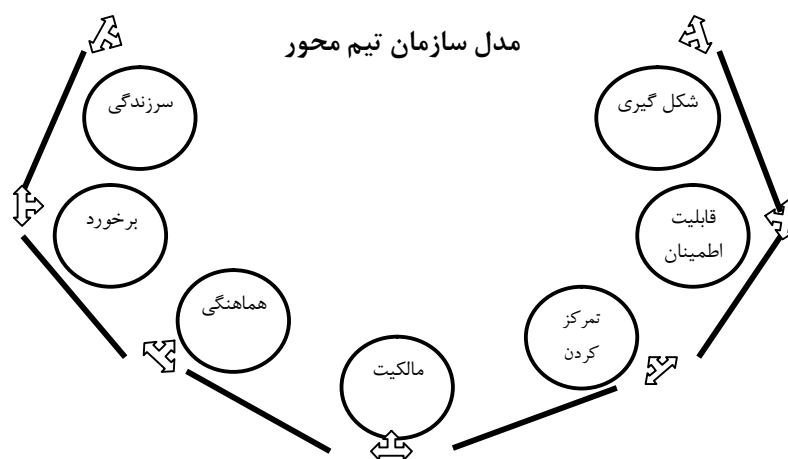 مدل سازمان تیم محور
شکل گیری
سرزندگی
قابلیت
اطمینان
برخورد
هماهنگی
تمرکز
کردن
مالکیت